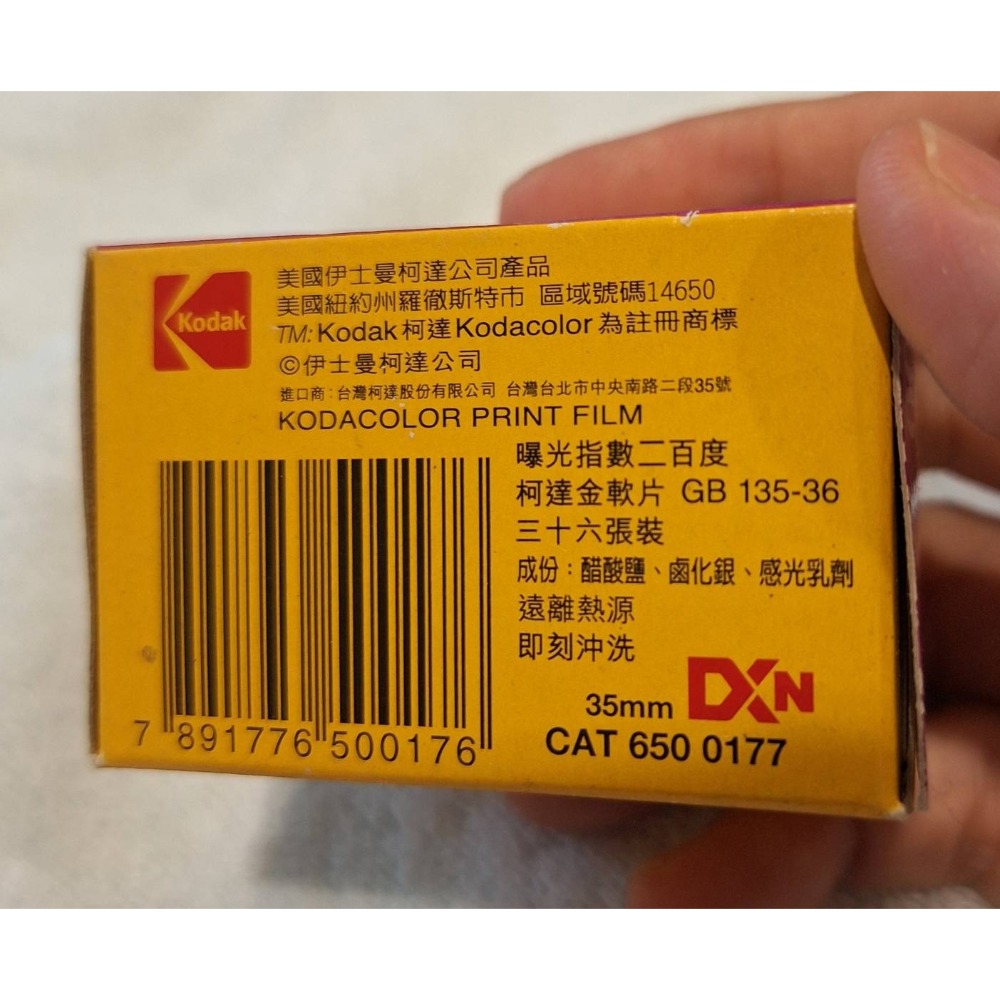 Kodak
美國伊士曼柯達公司產品
美國紐約州羅徹斯特市 區域號碼14650
TM: Kodak 柯達 Kodacolor 為註冊商標
©伊士曼柯達公司
進口商:台灣柯達股份有限公司 台灣台北市中央南路二段35號
KODACOLOR PRINT FILM
曝光指數二百度
柯達金軟片 GB 135-36
三十六張裝
成份:醋酸鹽、鹵化銀、感光乳劑
遠離熱源
即刻沖洗
35mm DXN
CAT 650 0177
7 891776 500176